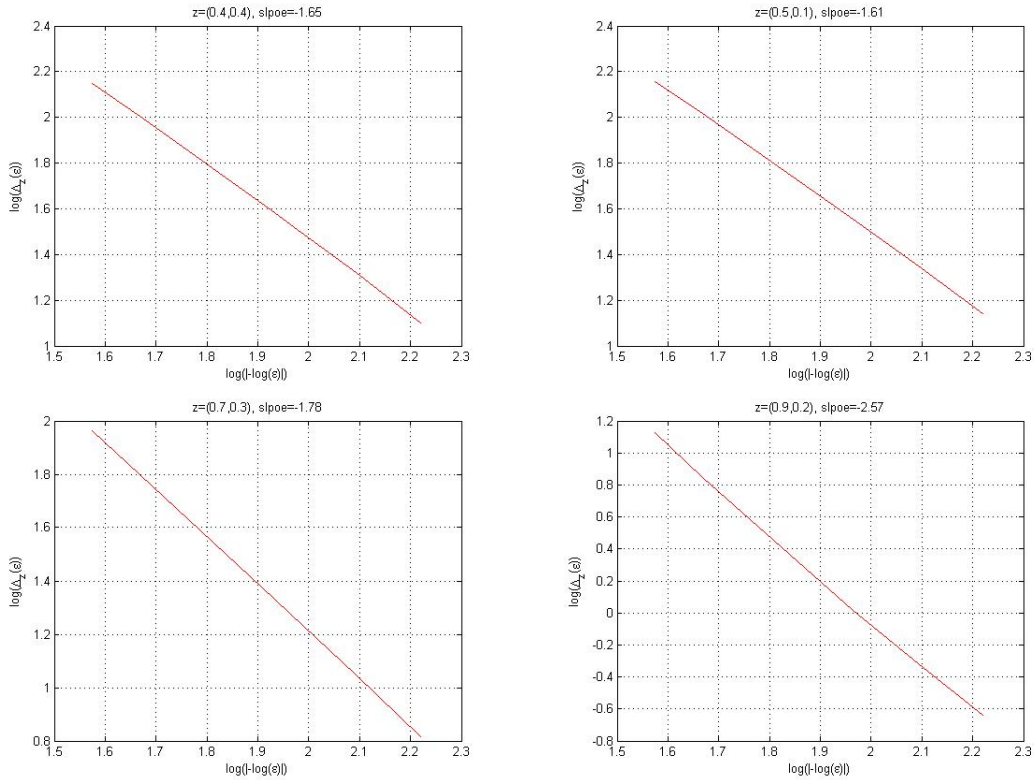 z=(0.4,0.4), slpoe=-1.65
2.4
2.2
2
1.8
1.6
1.4
1.2
1
log(Δz(ε))
1.5 1.6 1.7 1.8 1.9 2 2.1 2.2 2.3
log(|-log(ε)|)
z=(0.5,0.1), slpoe=-1.61
2.4
2.2
2
1.8
1.6
1.4
1.2
1
log(Δz(ε))
1.5 1.6 1.7 1.8 1.9 2 2.1 2.2 2.3
log(|-log(ε)|)
z=(0.7,0.3), slpoe=-1.78
2
1.8
1.6
1.4
1.2
1
0.8
log(Δz(ε))
1.5 1.6 1.7 1.8 1.9 2 2.1 2.2 2.3
log(|-log(ε)|)
z=(0.9,0.2), slpoe=-2.57
1.2
1
0.8
0.6
0.4
0.2
0
-0.2
-0.4
-0.6
-0.8
log(Δz(ε))
1.5 1.6 1.7 1.8 1.9 2 2.1 2.2 2.3
log(|-log(ε)|)